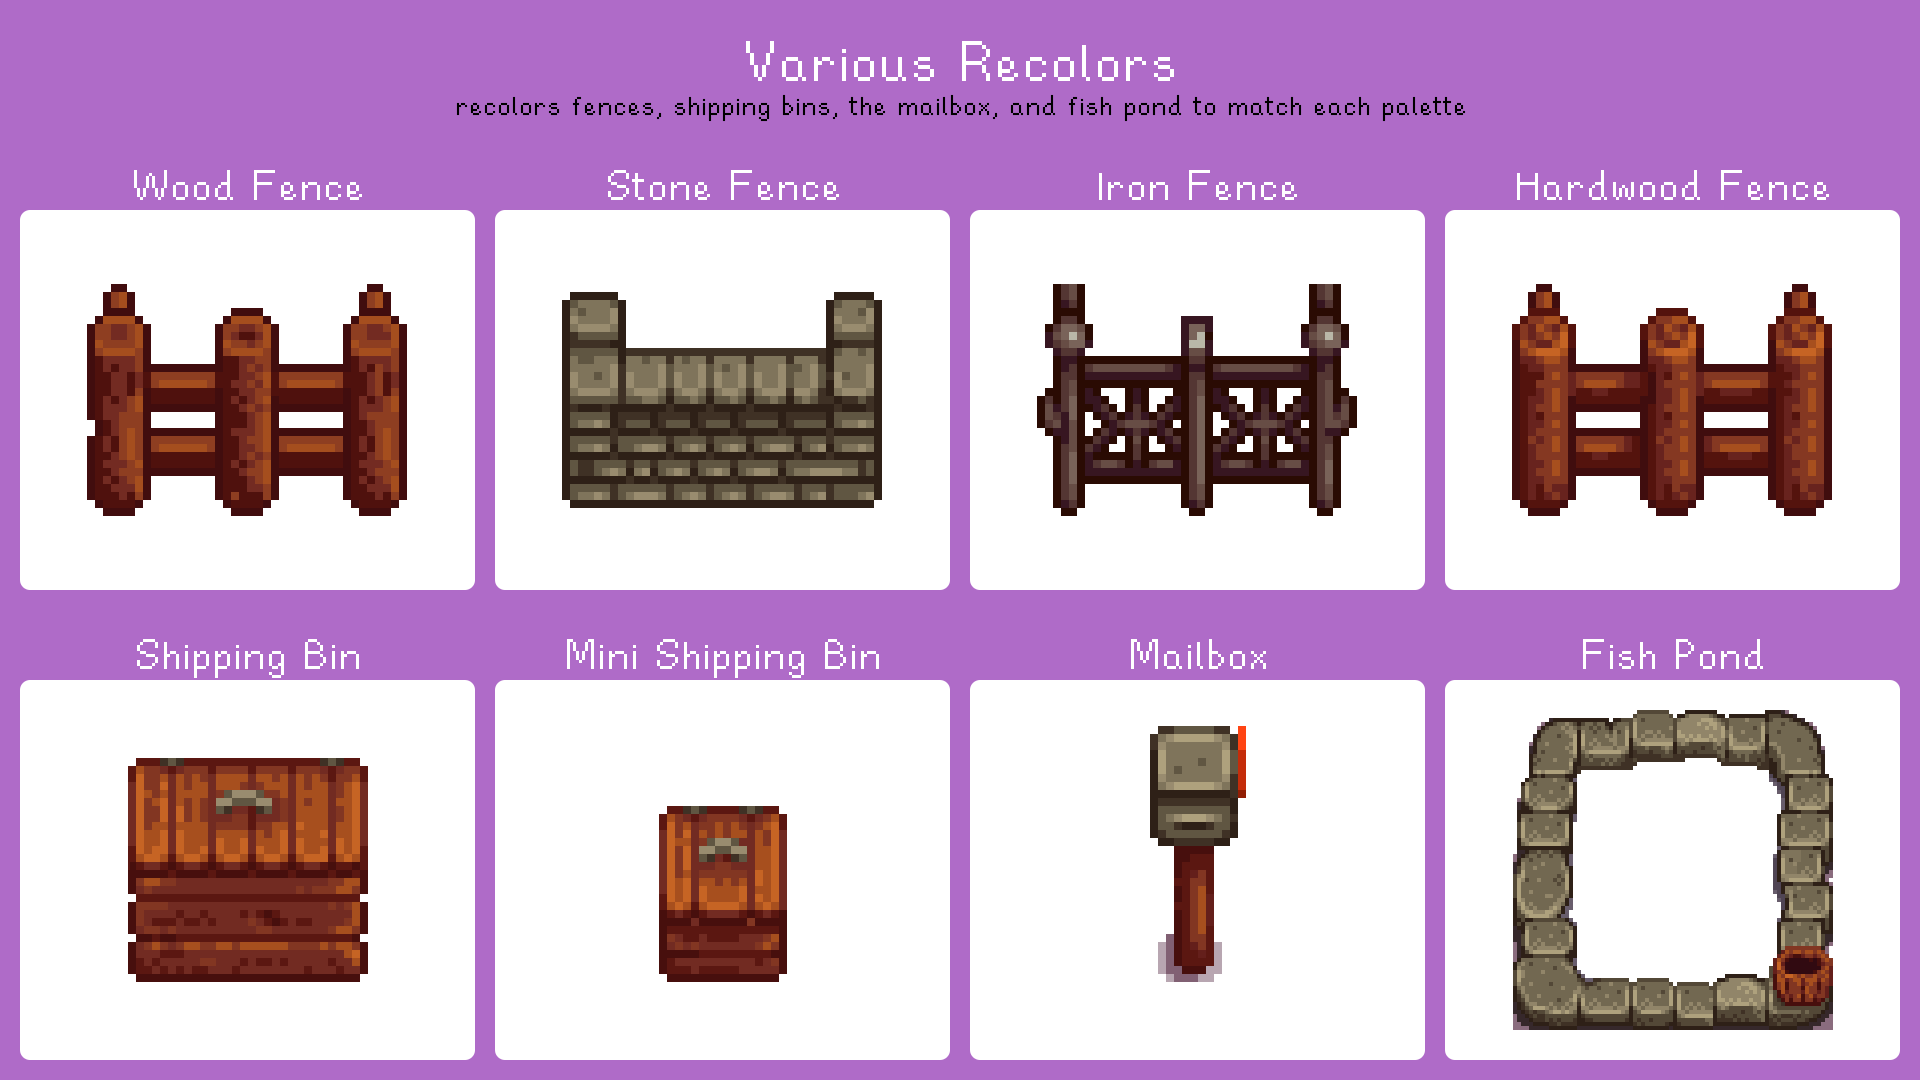 Various Recolors
recolors fences, shipping bins, the mailbox, and fish pond to match each palette
Wood Fence
Stone Fence
Iron Fence
Hardwood Fence
Shipping Bin
Mini Shipping Bin
Mailbox
Fish Pond